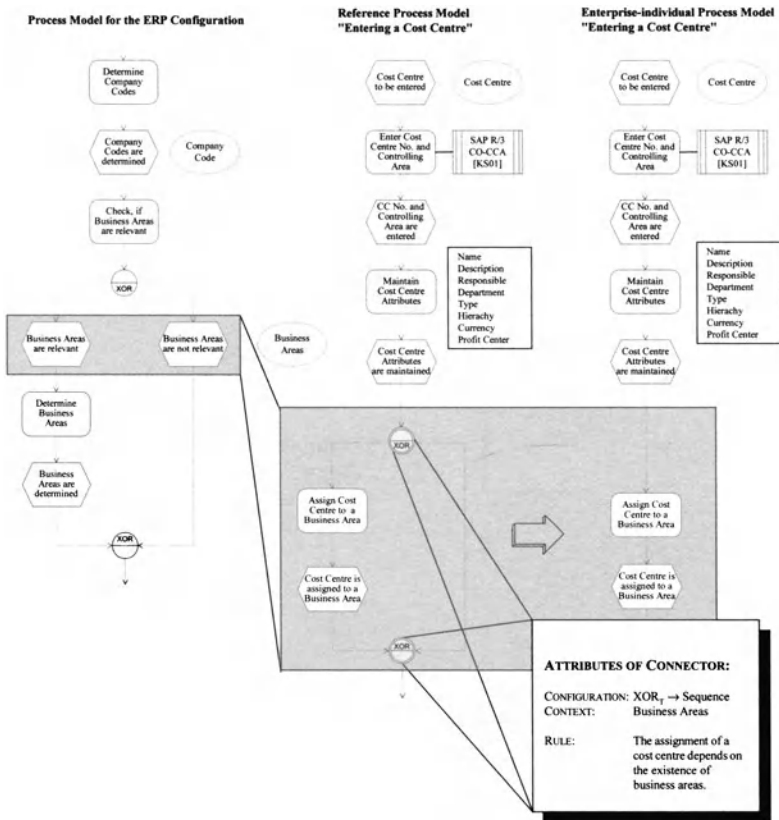 Process Model for the ERP Configuration
Determine
Company
Codes
Company
Codes are
determined
Company
Code
Check, if
Business Areas
are relevant
XOR
Business Areas
are relevant
Business Areas
are not relevant
Business
Areas
Determine
Business
Areas
Business
Areas are
determined
XOR
Reference Process Model
"Entering a Cost Centre"
Cost Centre
to be entered
Cost Centre
Enter Cost
Centre No. and
Controlling
Area
SAP R/3
CO-CCA
[KS01]
CC No. and
Controlling
Area are
entered
Maintain
Cost Centre
Attributes
Name
Description
Responsible
Department
Type
Hierachy
Currency
Profit Center
Cost Centre
Attributes
are maintained
XOR
Assign Cost
Centre to a
Business Area
Cost Centre is
assigned to a
Business Area
XOR
Enterprise-individual Process Model
"Entering a Cost Centre"
Cost Centre
to be entered
Cost Centre
Enter Cost
Centre No. and
Controlling
Area
SAP R/3
CO-CCA
[KS01]
CC No. and
Controlling
Area are
entered
Maintain
Cost Centre
Attributes
Name
Description
Responsible
Department
Type
Hierachy
Currency
Profit Center
Cost Centre
Attributes
are maintained
Assign Cost
Centre to a
Business Area
Cost Centre is
assigned to a
Business Area
ATTRIBUTES OF CONNECTOR:
CONFIGURATION: XORT → Sequence
CONTEXT: Business Areas
RULE: The assignment of a
cost centre depends on
the existence of
business areas.